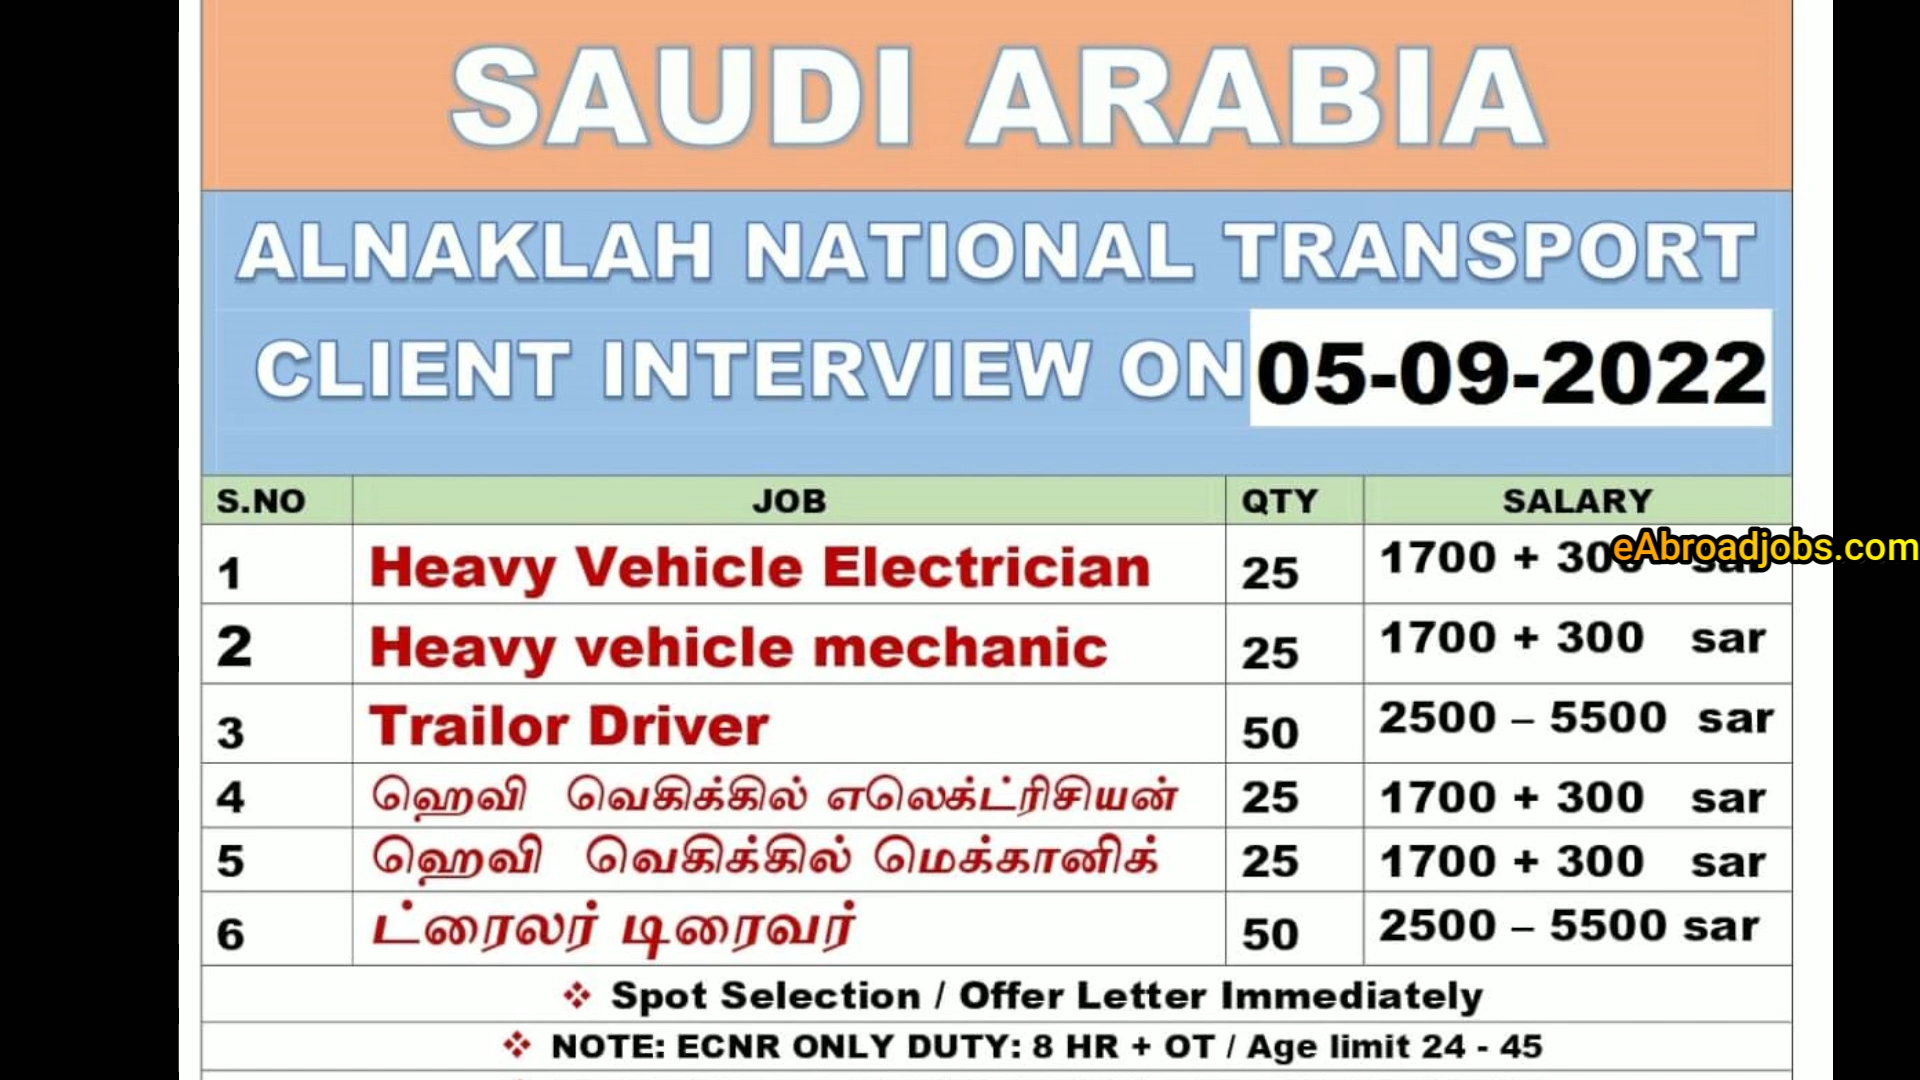 SAUDI ARABIA
ALNAKLAH NATIONAL TRANSPORT
CLIENT INTERVIEW ON 05-09-2022
S.NO JOB QTY SALARY
eAbroadjobs.com
1 Heavy Vehicle Electrician 25 1700 + 300 sar
2 Heavy vehicle mechanic 25 1700 + 300 sar
3 Trailor Driver 50 2500 – 5500 sar
4 ஹெவி வெகிக்கில் எலெக்ட்ரிசியன் 25 1700 + 300 sar
5 ஹெவி வெகிக்கில் மெக்கானிக் 25 1700 + 300 sar
6 ட்ரைலர் டிரைவர் 50 2500 – 5500 sar
❖ Spot Selection / Offer Letter Immediately
❖ NOTE: ECNR ONLY DUTY: 8 HR + OT / Age limit 24 - 45